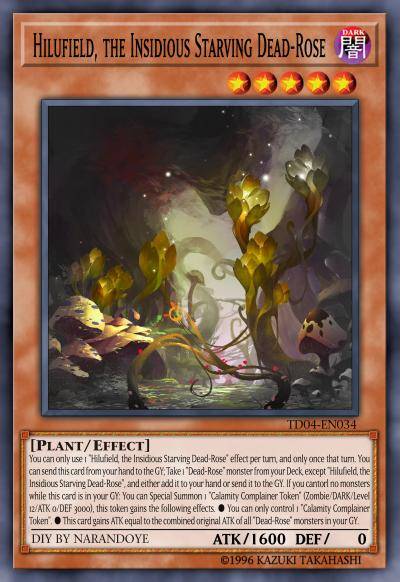 Hilufield, the Insidious Starving Dead-Rose
DARK
闇
TD04-EN034
[Plant/Effect]
You can only use 1 "Hilufield, the Insidious Starving Dead-Rose" effect per turn, and only once that turn. You
can send this card from your hand to the GY; Take 1 "Dead-Rose" monster from your Deck, except "Hilufield, the
Insidious Starving Dead-Rose", and either add it to your hand or send it to the GY. If you cantorl no monsters
while this card is in your GY: You can Special Summon 1 "Calamity Complainer Token" (Zombie/DARK/Level
12/ATK 0/DEF 3000), this token gains the following effects. ● You can only control 1 "Calamity Complainer
Token". ● This card gains ATK equal to the combined original ATK of all "Dead-Rose" monsters in your GY.
DIY BY NARANDOYE
ATK/1600 DEF/ 0
©1996 KAZUKI TAKAHASHI